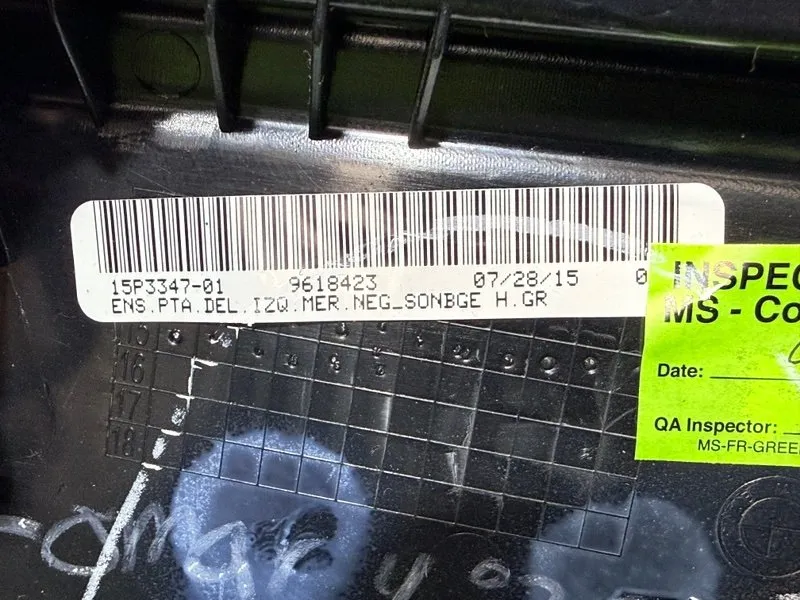 15P3347-01 9618423 07/28/15 0
ENS.PTA.DEL.IZQ.MER.NEG_SONBGE H.GR
INSPEC
MS - Co
Date:
QA Inspector:
MS-FR-GREE
15
16
17
18